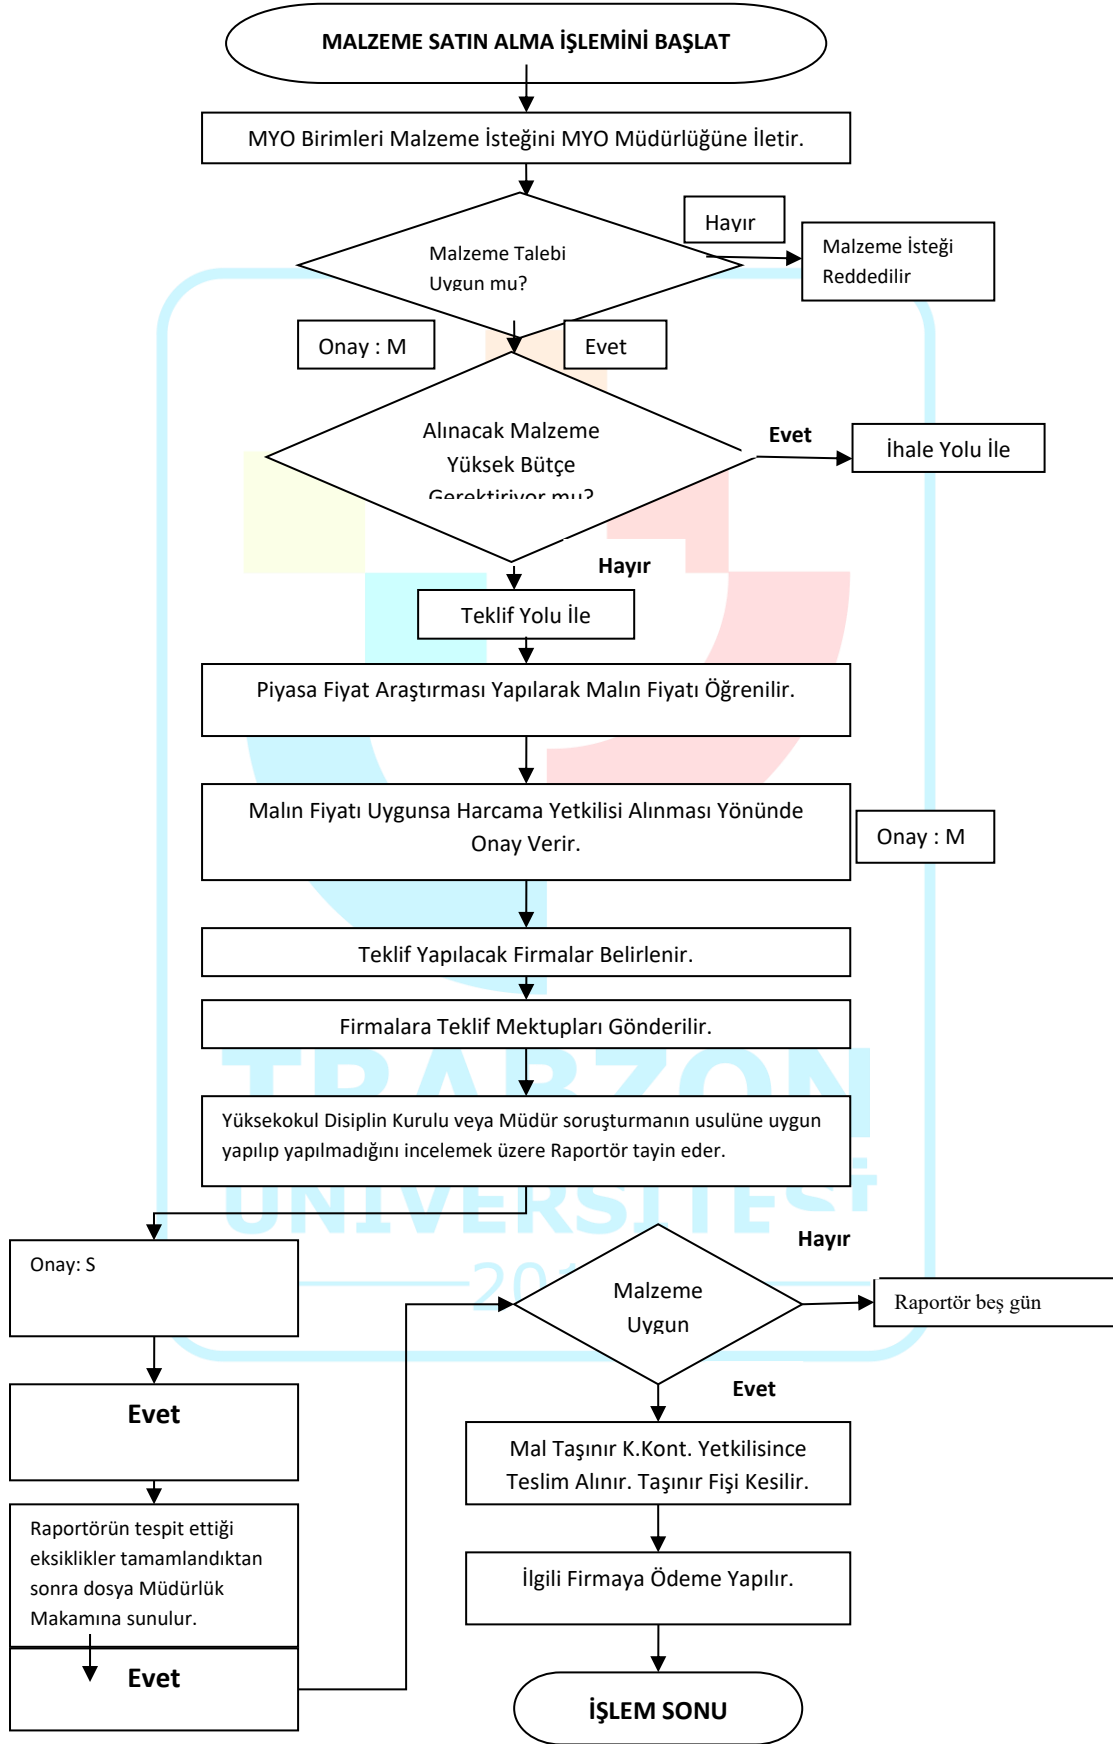 MALZEME SATIN ALMA İŞLEMİNİ BAŞLAT
MYO Birimleri Malzeme İsteğini MYO Müdürlüğüne İletir.
Hayır
Malzeme Talebi
Uygun mu?
Malzeme İsteği
Reddedilir
Onay : M
Evet
Alınacak Malzeme
Yüksek Bütçe
Gerektiriyor mu?
Evet
İhale Yolu İle
Hayır
Teklif Yolu İle
Piyasa Fiyat Araştırması Yapılarak Malın Fiyatı Öğrenilir.
Malın Fiyatı Uygunsa Harcama Yetkilisi Alınması Yönünde
Onay Verir.
Onay : M
Teklif Yapılacak Firmalar Belirlenir.
Firmalara Teklif Mektupları Gönderilir.
TRABZON
Yüksekokul Disiplin Kurulu veya Müdür soruşturmanın usulüne uygun
yapılıp yapılmadığını incelemek üzere Raportör tayin eder.
ÜNİVERSİTESİ
Onay: S
Hayır
Malzeme
Uygun
Raportör beş gün
Evet
Evet
Mal Taşınır K.Kont. Yetkilisince
Teslim Alınır. Taşınır Fişi Kesilir.
Raportörün tespit ettiği
eksiklikler tamamlandıktan
sonra dosya Müdürlük
Makamına sunulur.
İlgili Firmaya Ödeme Yapılır.
Evet
İŞLEM SONU